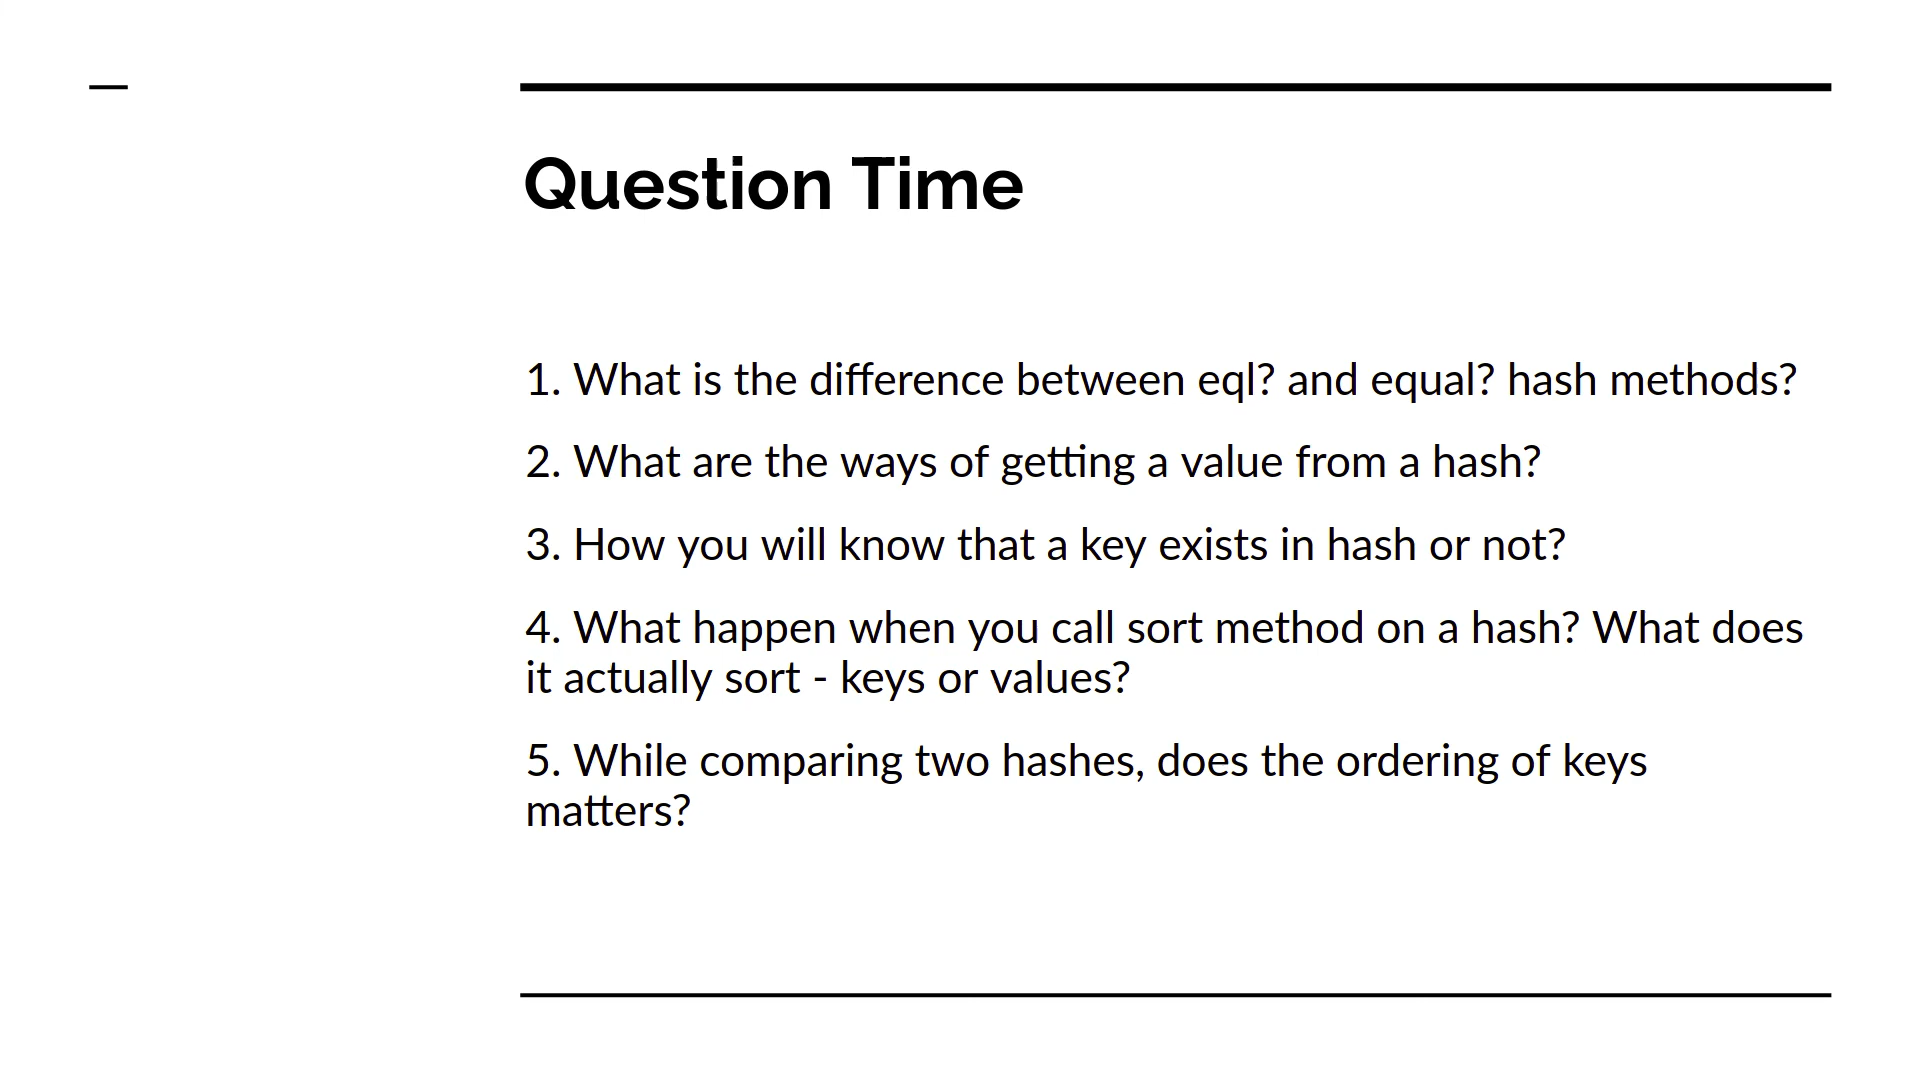 Question Time
1. What is the difference between eql? and equal? hash methods?
2. What are the ways of getting a value from a hash?
3. How you will know that a key exists in hash or not?
4. What happen when you call sort method on a hash? What does
it actually sort - keys or values?
5. While comparing two hashes, does the ordering of keys
matters?